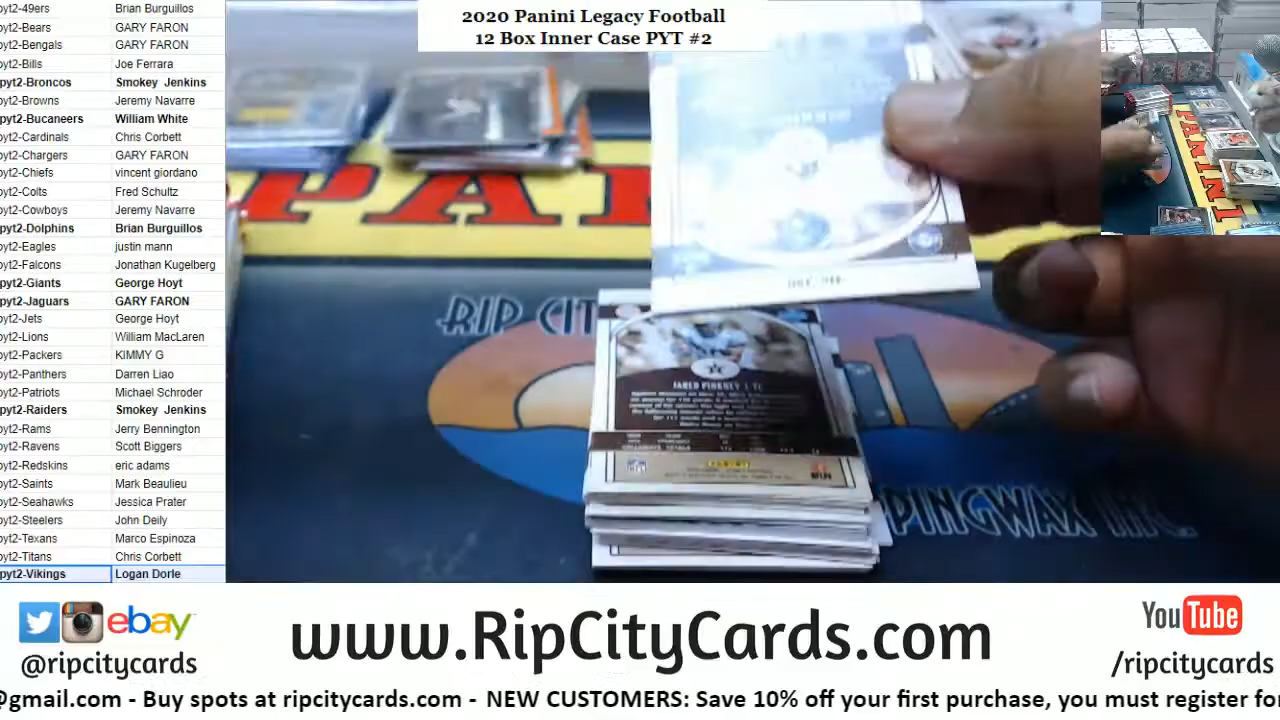 2020 Panini Legacy Football
12 Box Inner Case PYT #2
pyt2-49ers Brian Burguillos
pyt2-Bears GARY FARON
pyt2-Bengals GARY FARON
pyt2-Bills Joe Ferrara
pyt2-Broncos Smokey Jenkins
pyt2-Browns Jeremy Navarre
pyt2-Bucaneers William White
pyt2-Cardinals Chris Corbett
pyt2-Chargers GARY FARON
pyt2-Chiefs vincent giordano
pyt2-Colts Fred Schultz
pyt2-Cowboys Jeremy Navarre
pyt2-Dolphins Brian Burguillos
pyt2-Eagles justin mann
pyt2-Falcons Jonathan Kugelberg
pyt2-Giants George Hoyt
pyt2-Jaguars GARY FARON
pyt2-Jets George Hoyt
pyt2-Lions William MacLaren
pyt2-Packers KIMMY G
pyt2-Panthers Darren Liao
pyt2-Patriots Michael Schroder
pyt2-Raiders Smokey Jenkins
pyt2-Rams Jerry Bennington
pyt2-Ravens Scott Biggers
pyt2-Redskins eric adams
pyt2-Saints Mark Beaulieu
pyt2-Seahawks Jessica Prater
pyt2-Steelers John Deily
pyt2-Texans Marco Espinoza
pyt2-Titans Chris Corbett
pyt2-Vikings Logan Dorle
PANINI
RIP CIT
PPINGWAX INC.
JARED PINKNEY
PANINI
ebay
@ripcitycards
www.RipCityCards.com
YouTube
/ripcitycards
@gmail.com - Buy spots at ripcitycards.com - NEW CUSTOMERS: Save 10% off your first purchase, you must register for